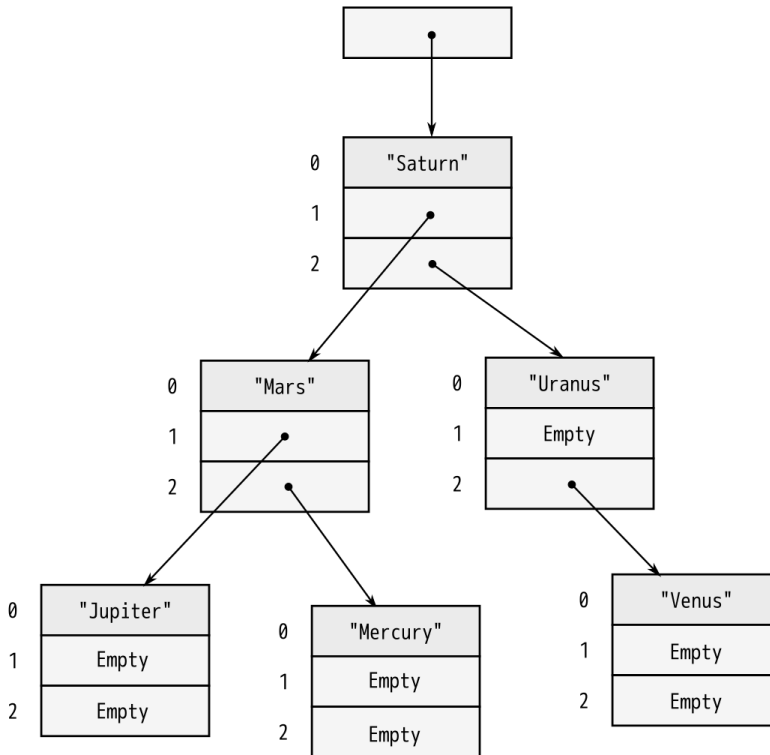 0 "Saturn"
1
2
0 "Mars"
1
2
0 "Uranus"
1 Empty
2
0 "Jupiter"
1 Empty
2 Empty
0 "Mercury"
1 Empty
2 Empty
0 "Venus"
1 Empty
2 Empty